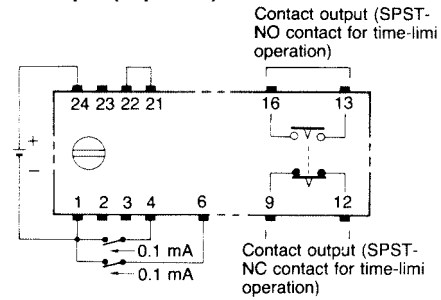 Contact output (SPST-
NO contact for time-limi
operation)
24 23 22 21 16 13
+
−
1 2 3 4 6 9 12
0.1 mA
0.1 mA
Contact output (SPST-
NC contact for time-limi
operation)